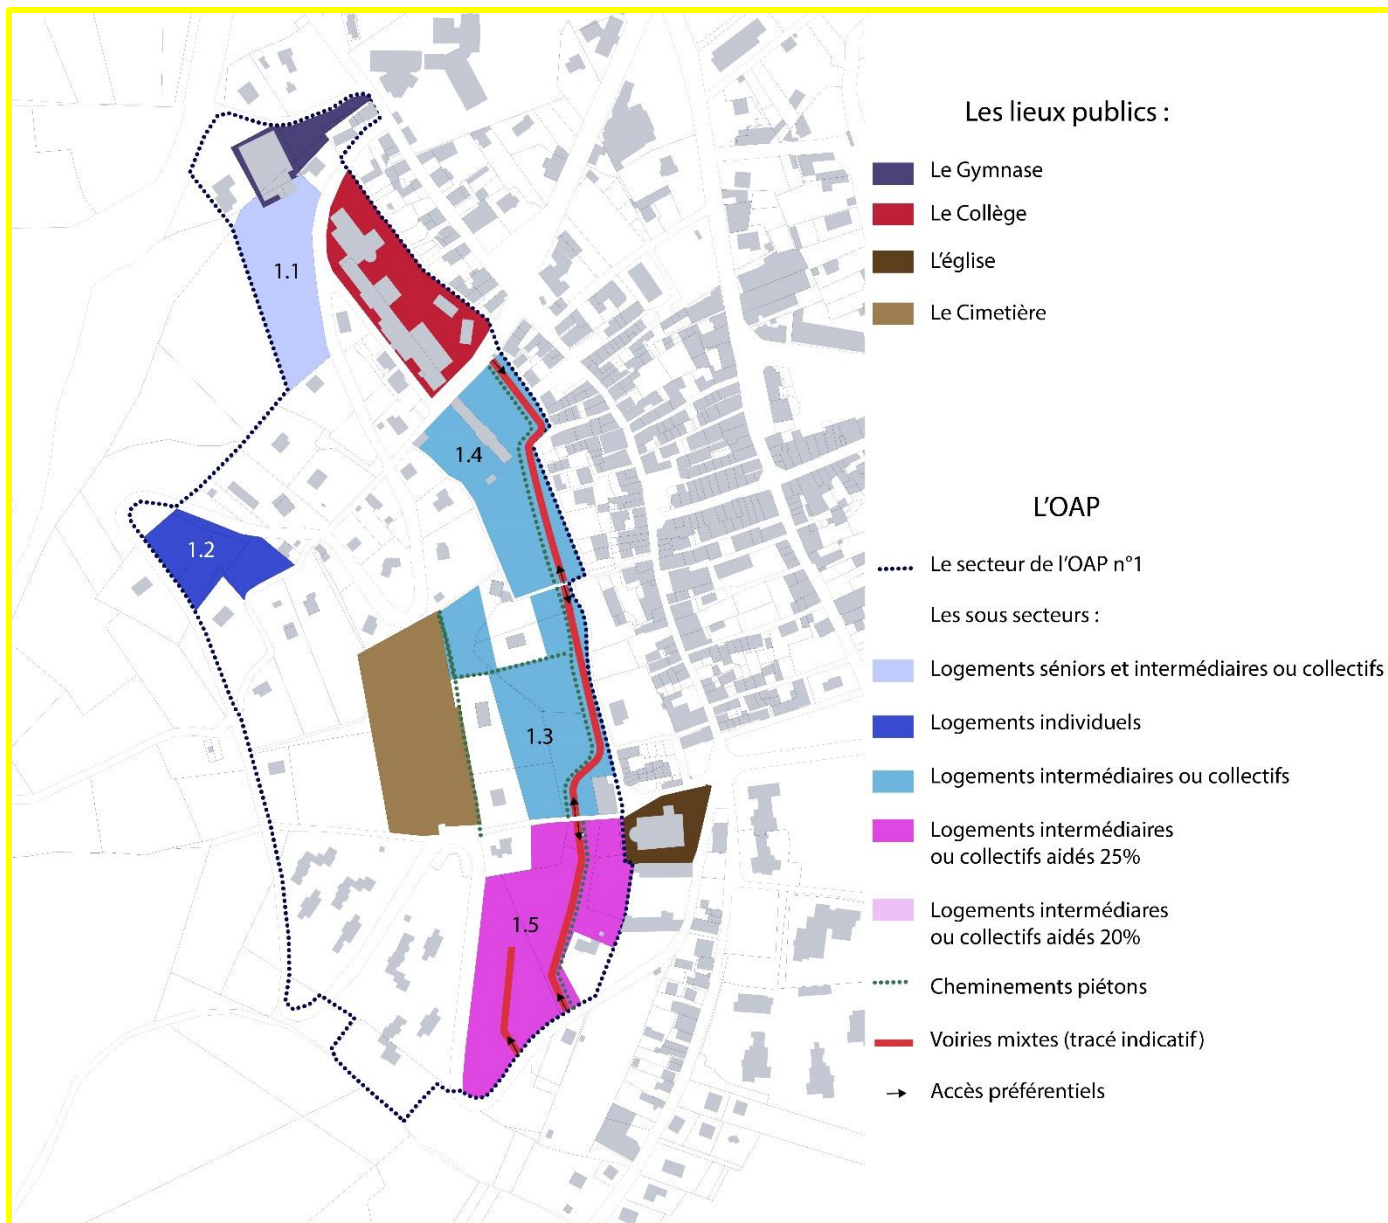 Les lieux publics :
Le Gymnase
Le Collège
L'église
Le Cimetière
1.1
1.4
1.2
1.3
1.5
L'OAP
Le secteur de l'OAP n°1
Les sous secteurs :
Logements séniors et intermédiaires ou collectifs
Logements individuels
Logements intermédiaires ou collectifs
Logements intermédiaires
ou collectifs aidés 25%
Logements intermédiares
ou collectifs aidés 20%
Cheminements piétons
Voiries mixtes (tracé indicatif)
Accès préférentiels